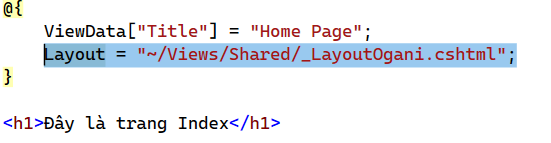 @{
ViewData["Title"] = "Home Page";
Layout = "~/Views/Shared/_LayoutOgani.cshtml";
}
<h1>Đây là trang Index</h1>